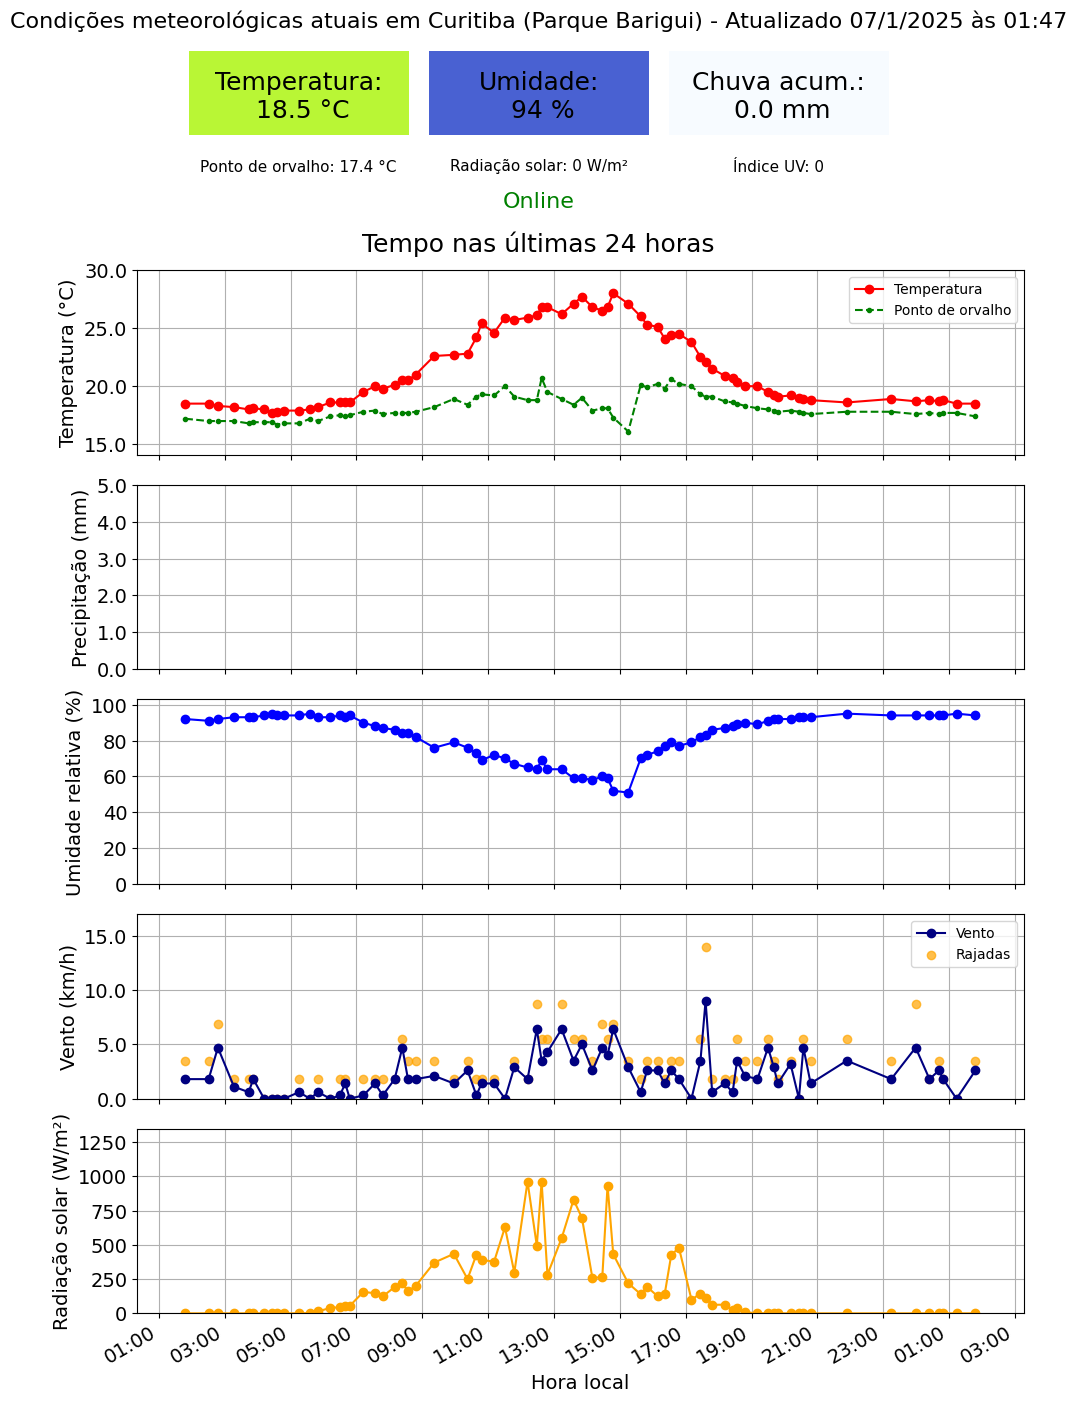 Condições meteorológicas atuais em Curitiba (Parque Barigui) - Atualizado 07/1/2025 às 01:47
Temperatura:
18.5 °C
Umidade:
94 %
Chuva acum.:
0.0 mm
Ponto de orvalho: 17.4 °C
Radiação solar: 0 W/m²
Índice UV: 0
Online
Tempo nas últimas 24 horas
Temperatura (°C)
30.0
25.0
20.0
15.0
Temperatura
Ponto de orvalho
Precipitação (mm)
5.0
4.0
3.0
2.0
1.0
0.0
Umidade relativa (%)
100
80
60
40
20
0
Vento (km/h)
15.0
10.0
5.0
0.0
Vento
Rajadas
Radiação solar (W/m²)
1250
1000
750
500
250
0
01:00
03:00
05:00
07:00
09:00
11:00
13:00
15:00
17:00
19:00
21:00
23:00
01:00
03:00
Hora local